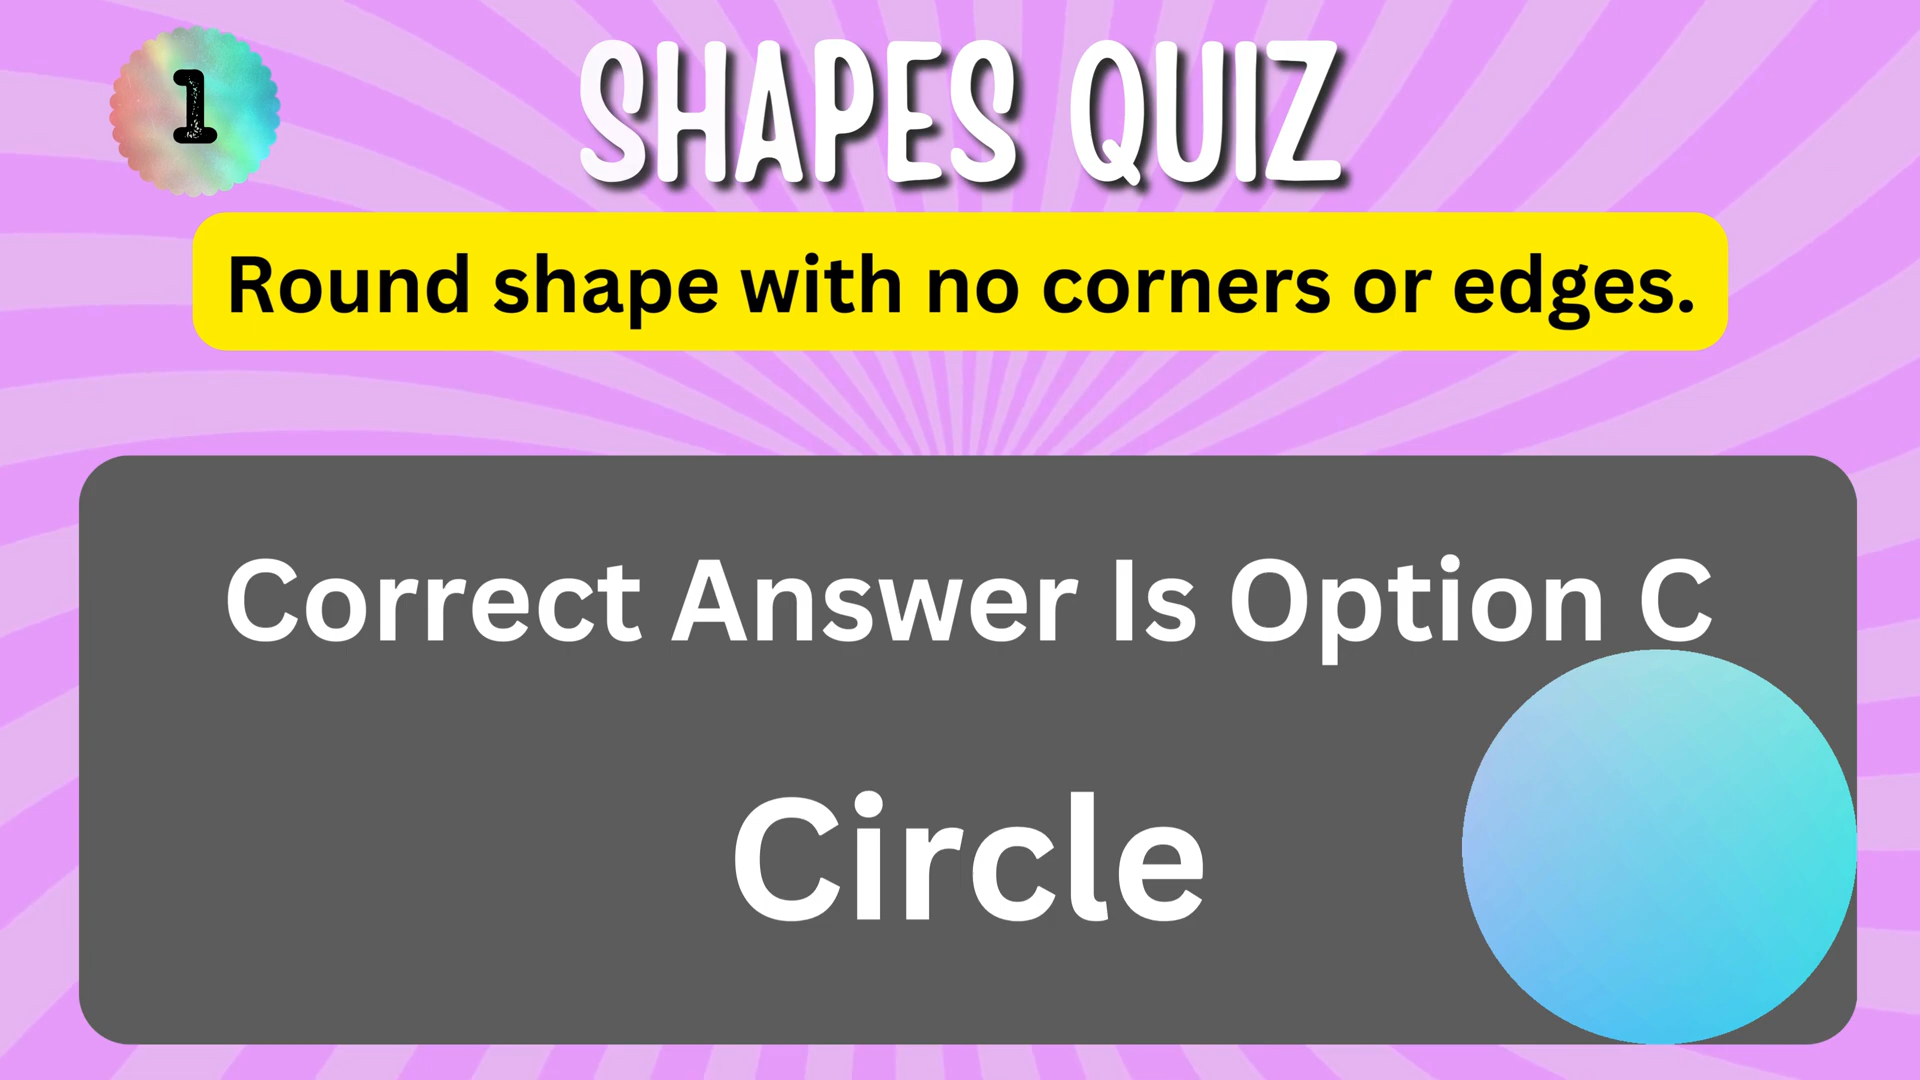 1
SHAPES QUIZ
Round shape with no corners or edges.
Correct Answer Is Option C
Circle